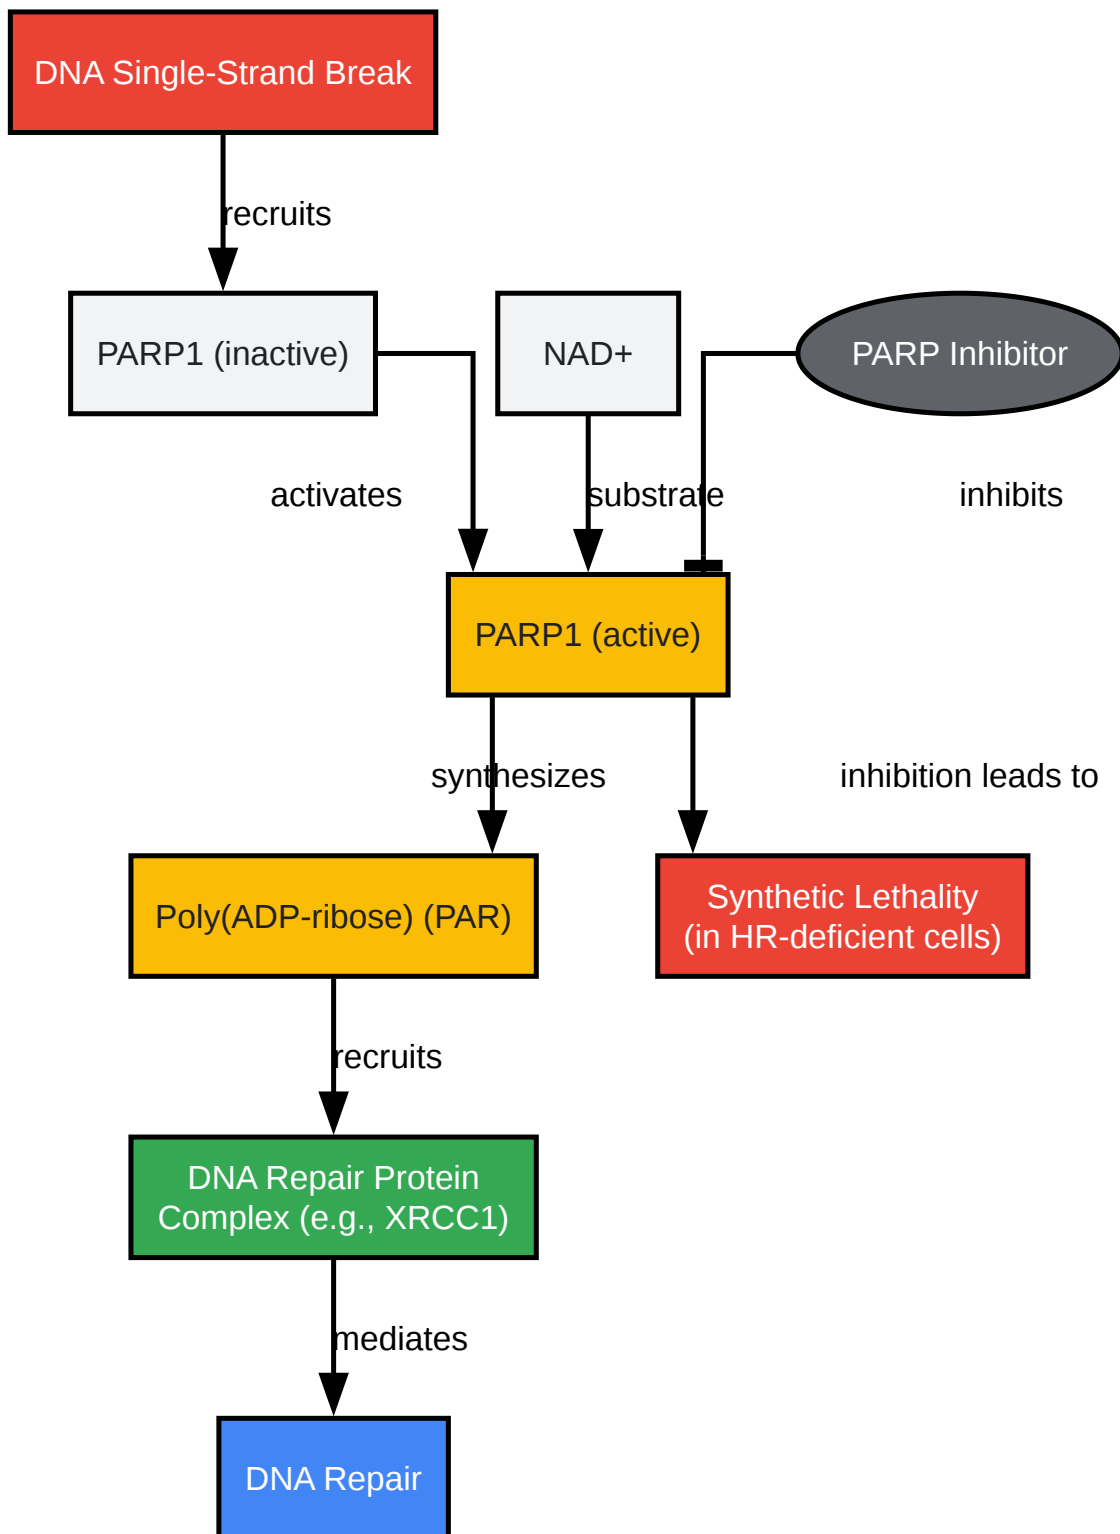 DNA Single-Strand Break
recruits
PARP1 (inactive)
NAD+
PARP Inhibitor
activates
substrate
inhibits
PARP1 (active)
synthesizes
inhibition leads to
Poly(ADP-ribose) (PAR)
Synthetic Lethality
(in HR-deficient cells)
recruits
DNA Repair Protein
Complex (e.g., XRCC1)
mediates
DNA Repair